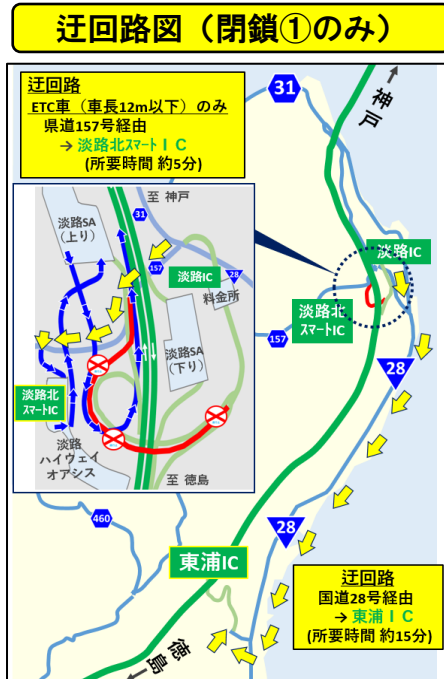 迂回路図（閉鎖①のみ）
迂回路
ETC車（車長12m以下）のみ
県道157号経由
→ 淡路北スマートＩＣ
(所要時間 約5分)
31
神戸
至 神戸
淡路SA
(上り)
31
157
淡路IC
28
料金所
淡路SA
(下り)
淡路北
スマートIC
淡路
ハイウェイ
オアシス
至 徳島
淡路IC
淡路北
スマートIC
157
28
460
28
東浦IC
迂回路
国道28号経由
→ 東浦ＩＣ
(所要時間 約15分)
徳島